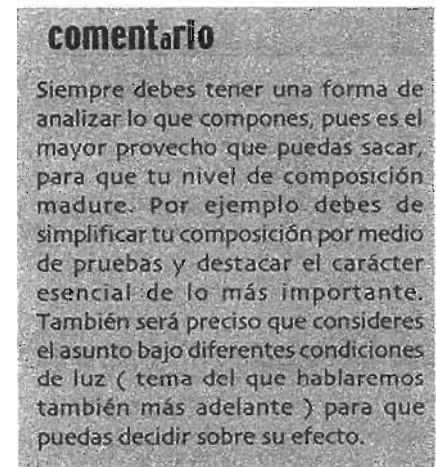 comentario
Siempre debes tener una forma de
analizar lo que compones, pues es el
mayor provecho que puedas sacar,
para que tu nivel de composición
madure. Por ejemplo debes de
simplificar tu composición por medio
de pruebas y destacar el carácter
esencial de lo más importante.
También será preciso que consideres
el asunto bajo diferentes condiciones
de luz ( tema del que hablaremos
también más adelante ) para que
puedas decidir sobre su efecto.